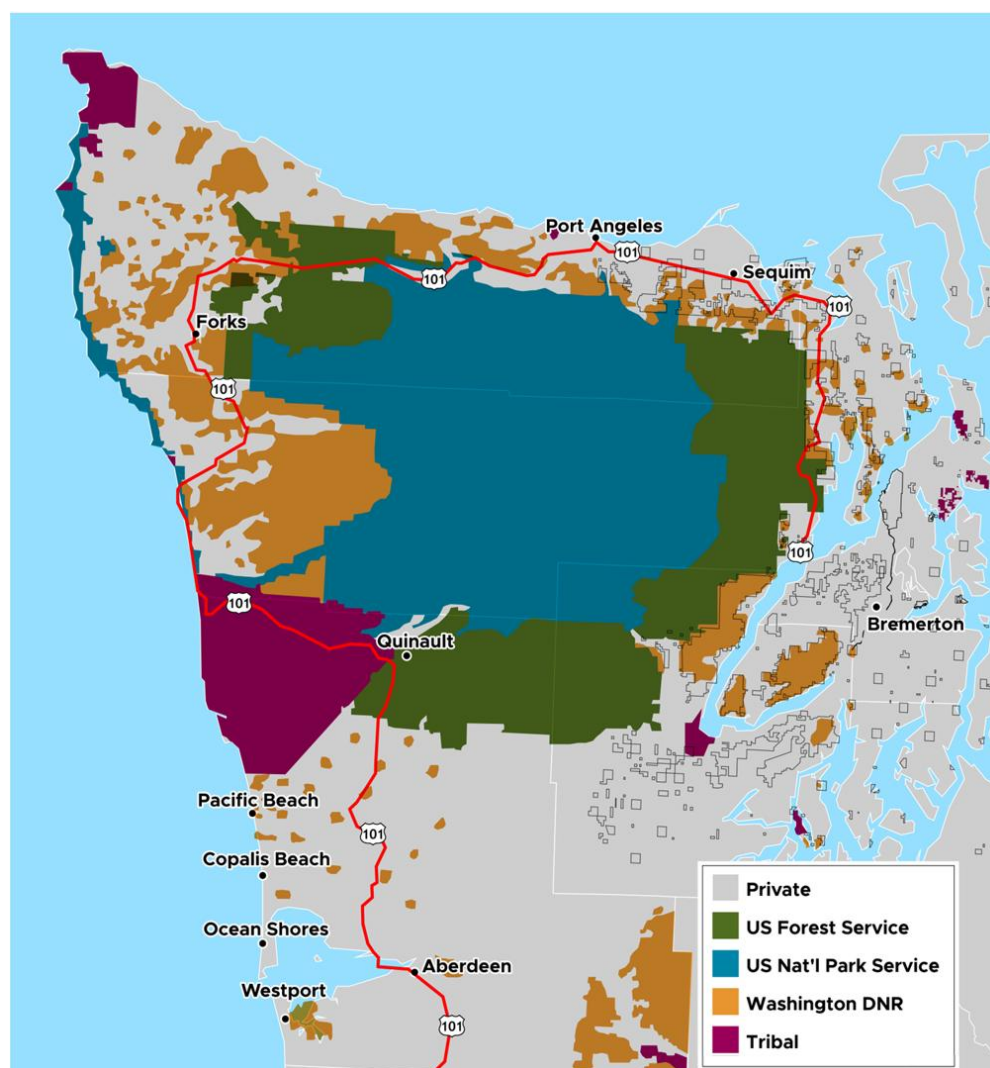 Port Angeles
101
Sequim
101
101
Forks
101
101
101
Quinault
Bremerton
Pacific Beach
101
Copalis Beach
Ocean Shores
Aberdeen
Westport
101
Private
US Forest Service
US Nat'l Park Service
Washington DNR
Tribal